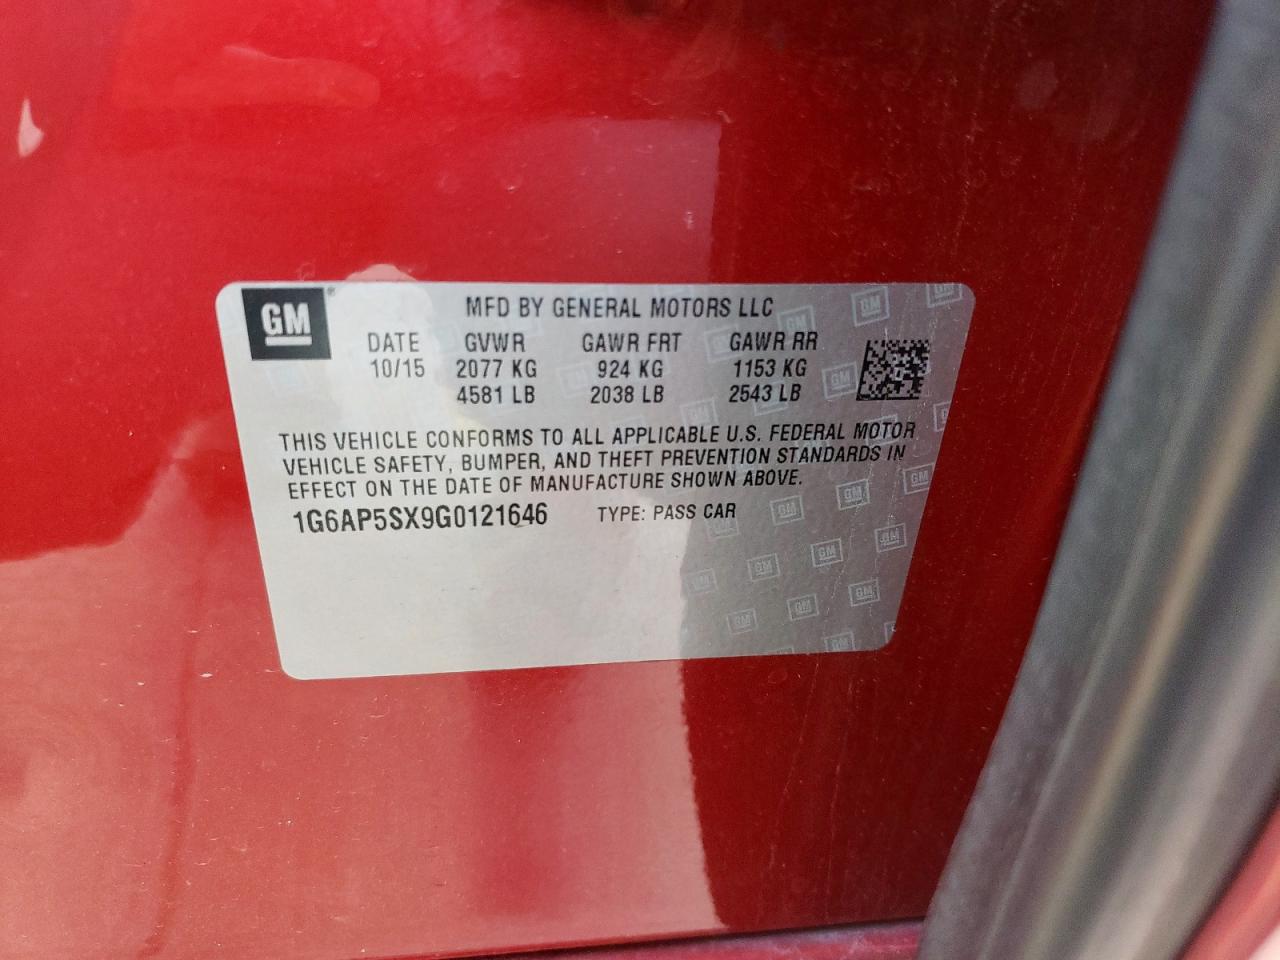 GM
MFD BY GENERAL MOTORS LLC
DATE GVWR GAWR FRT GAWR RR
10/15 2077 KG 924 KG 1153 KG
4581 LB 2038 LB 2543 LB
THIS VEHICLE CONFORMS TO ALL APPLICABLE U.S. FEDERAL MOTOR
VEHICLE SAFETY, BUMPER, AND THEFT PREVENTION STANDARDS IN
EFFECT ON THE DATE OF MANUFACTURE SHOWN ABOVE.
1G6AP5SX9G0121646 TYPE: PASS CAR